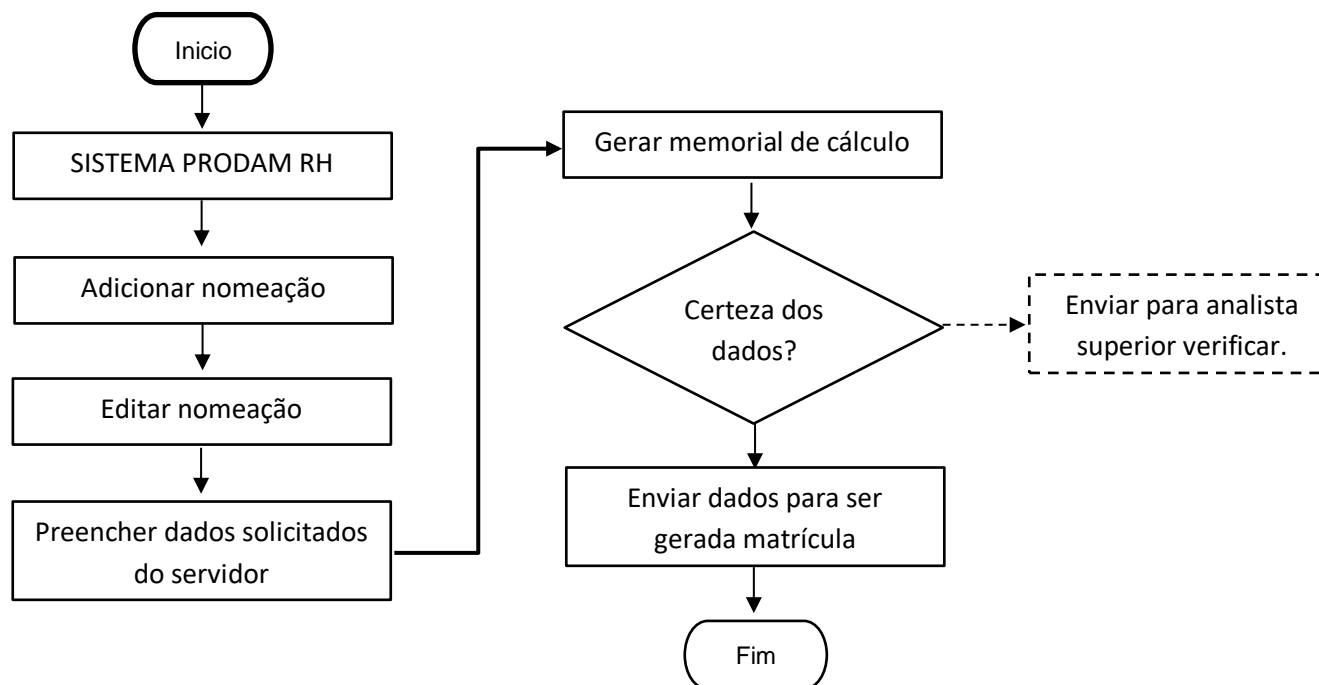 Inicio
SISTEMA PRODAM RH
Adicionar nomeação
Editar nomeação
Preencher dados solicitados
do servidor
Gerar memorial de cálculo
Certeza dos
dados?
Enviar para analista
superior verificar.
Enviar dados para ser
gerada matrícula
Fim